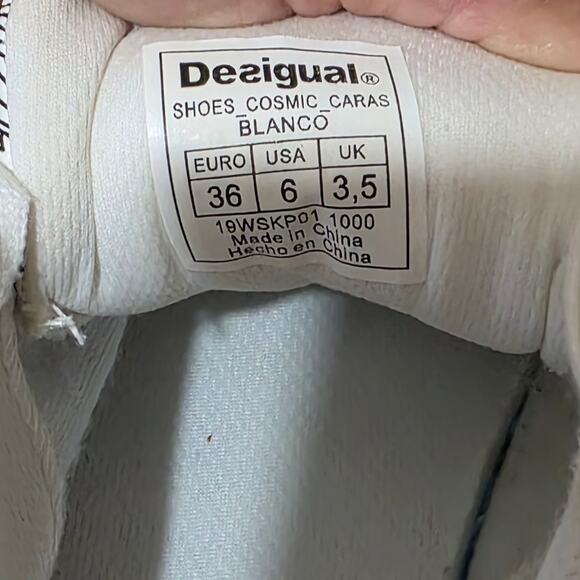 Desigual®
SHOES_COSMIC_CARAS
BLANCO
EURO USA UK
36 6 3,5
19WSKP01 1000
Made in China
Hecho en China